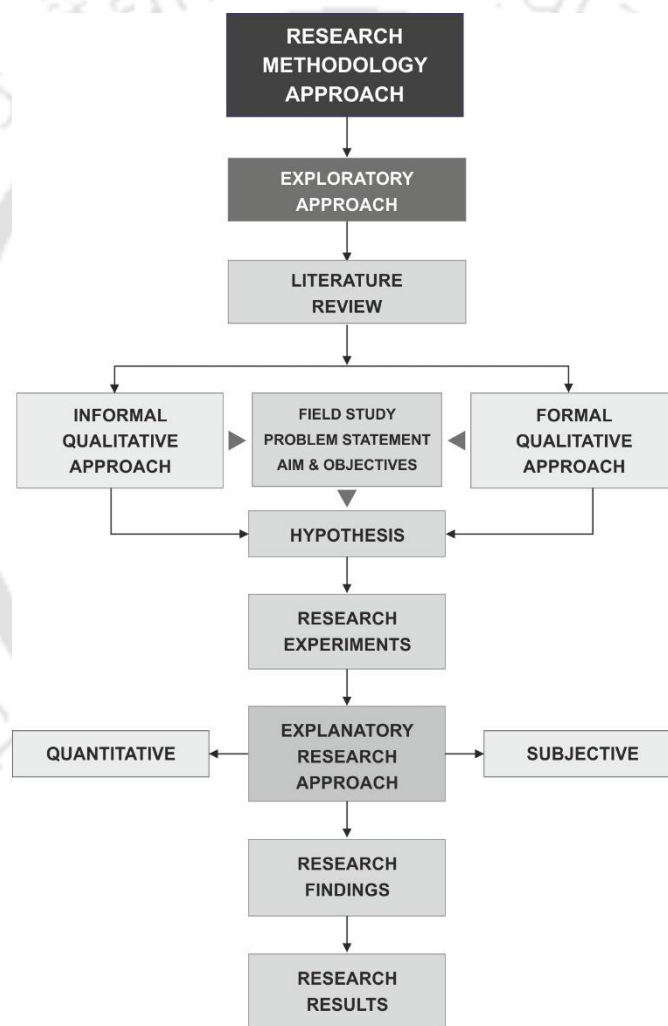 RESEARCH
METHODOLOGY
APPROACH
EXPLORATORY
APPROACH
LITERATURE
REVIEW
INFORMAL
QUALITATIVE
APPROACH
FIELD STUDY
PROBLEM STATEMENT
AIM & OBJECTIVES
FORMAL
QUALITATIVE
APPROACH
HYPOTHESIS
RESEARCH
EXPERIMENTS
QUANTITATIVE
EXPLANATORY
RESEARCH
APPROACH
SUBJECTIVE
RESEARCH
FINDINGS
RESEARCH
RESULTS